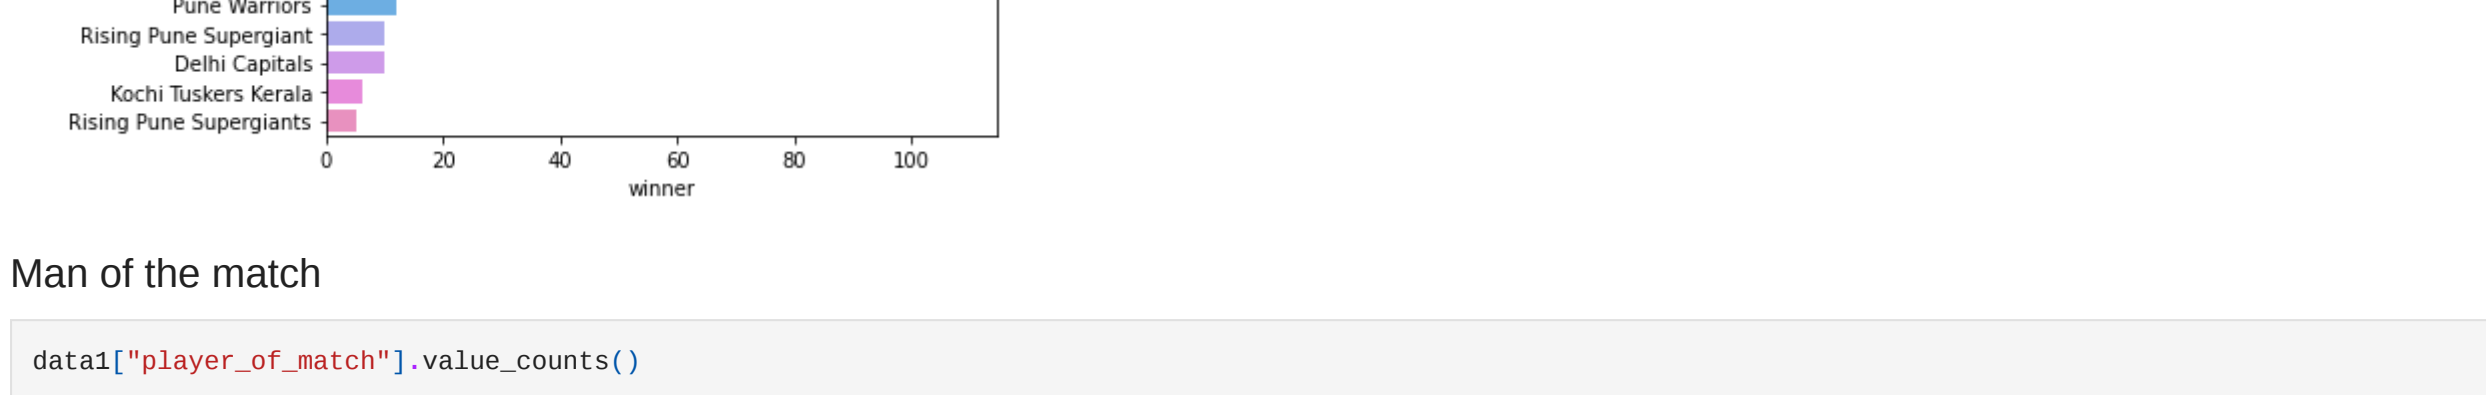 Pune Warriors
Rising Pune Supergiant
Delhi Capitals
Kochi Tuskers Kerala
Rising Pune Supergiants
0 20 40 60 80 100
winner
Man of the match
data1["player_of_match"].value_counts()